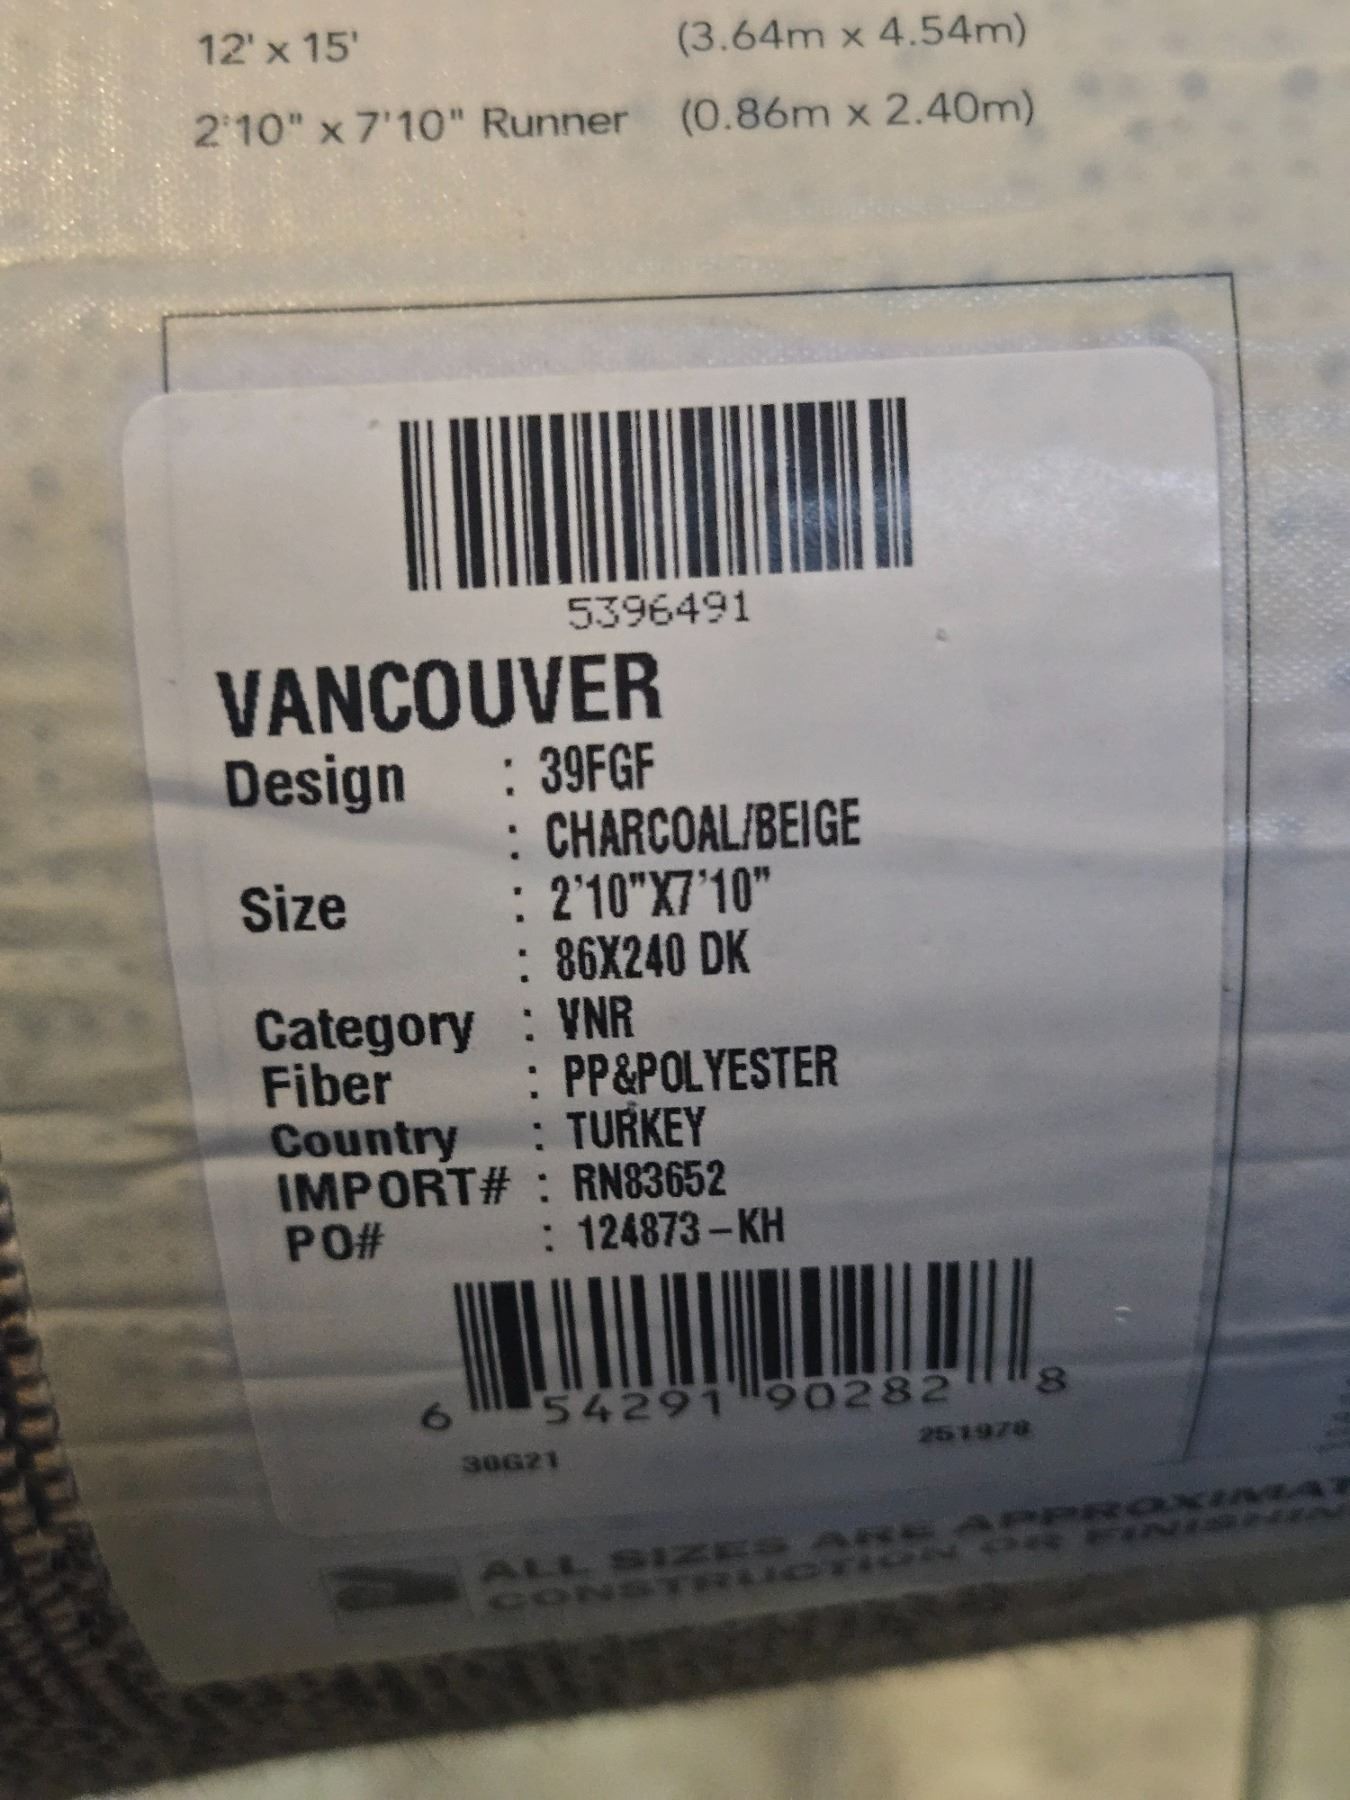 12' x 15' (3.64m x 4.54m)
2'10" x 7'10" Runner (0.86m x 2.40m)
5396491
VANCOUVER
Design : 39FGF
: CHARCOAL/BEIGE
Size : 2'10"X7'10"
: 86X240 DK
Category : VNR
Fiber : PP&POLYESTER
Country : TURKEY
IMPORT# : RN83652
PO# : 124873-KH
6 54291 90282 8
30G21 251978
ALL SIZES ARE APPROXIMAT
CONSTRUCTION OR FINISHIN